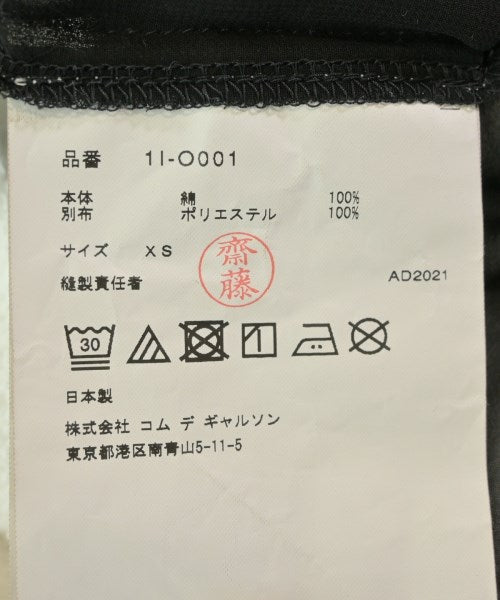 品番 1I-O001
本体 綿 100%
別布 ポリエステル 100%
サイズ XS
縫製責任者 齋藤 AD2021
30
日本製
株式会社 コム デ ギャルソン
東京都港区南青山5-11-5